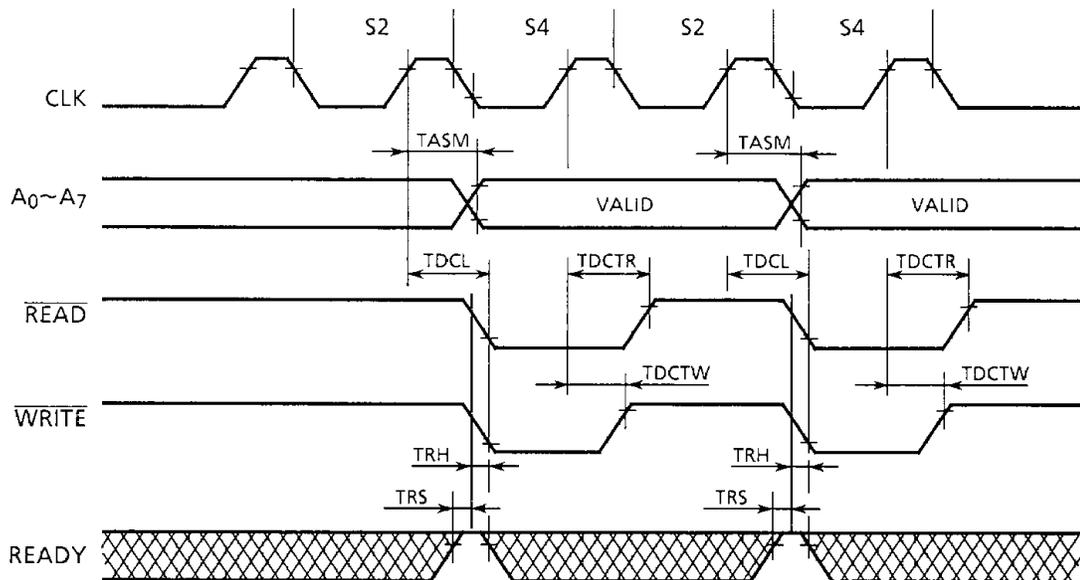 S2 S4 S2 S4
CLK
TASM TASM
A0~A7 VALID VALID
TDCL TDCTR TDCL TDCTR
READ
TDCTW TDCTW
WRITE
TRH TRH
TRS TRS
READY